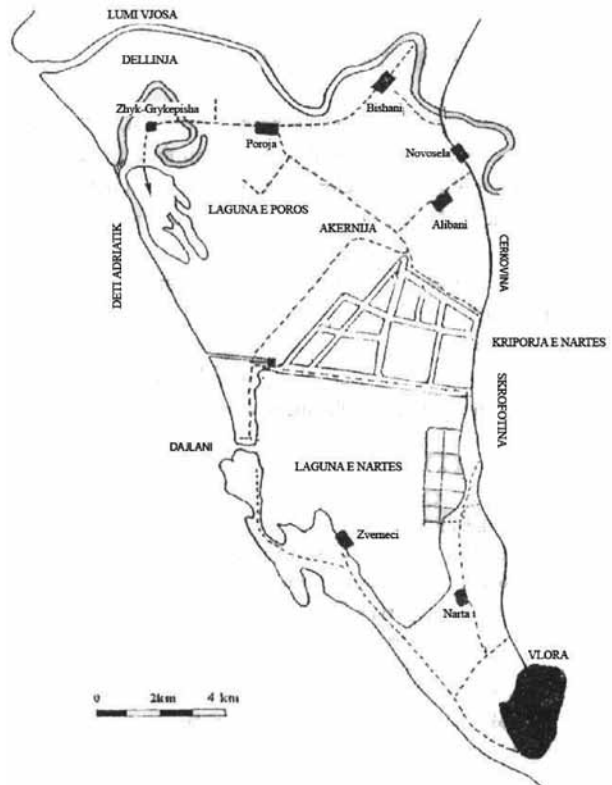 LUMI VJOSA
DELLINJA
Zhyk-Grykepisha
Bishani
Poroja
Novosela
LAGUNA E POROS
Alibani
AKERNIJA
DETI ADRIATIK
CERKOVINA
KRIPORJA E NARTES
SKROFOTINA
DAJLANI
LAGUNA E NARTES
Zverneci
Narta
VLORA
0 2km 4 km